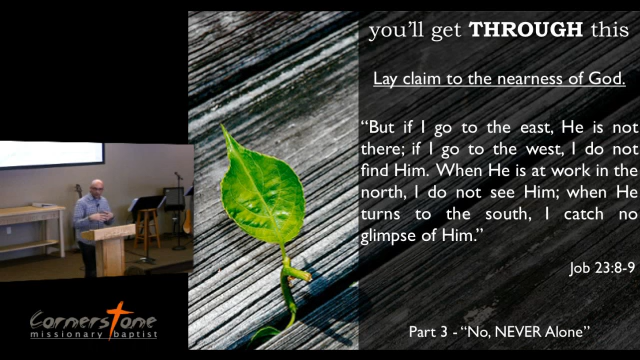 you'll get THROUGH this
Lay claim to the nearness of God.
“But if I go to the east, He is not
there; if I go to the west, I do not
find Him. When He is at work in the
north, I do not see Him; when He
turns to the south, I catch no
glimpse of Him.”
Job 23:8-9
Part 3 - “No, NEVER Alone”
Cornerstone
missionary baptist